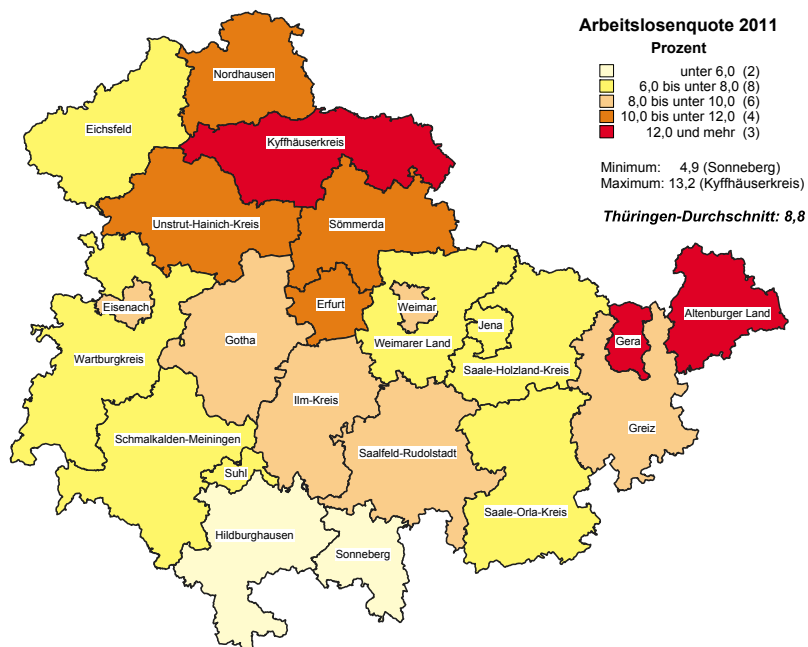 Arbeitslosenquote 2011
Prozent
unter 6,0 (2)
6,0 bis unter 8,0 (8)
8,0 bis unter 10,0 (6)
10,0 bis unter 12,0 (4)
12,0 und mehr (3)
Minimum: 4,9 (Sonneberg)
Maximum: 13,2 (Kyffhäuserkreis)
Thüringen-Durchschnitt: 8,8
Nordhausen
Eichsfeld
Kyffhäuserkreis
Unstrut-Hainich-Kreis
Sömmerda
Eisenach
Erfurt
Weimar
Altenburger Land
Jena
Gotha
Weimarer Land
Gera
Wartburgkreis
Saale-Holzland-Kreis
Ilm-Kreis
Greiz
Schmalkalden-Meiningen
Saalfeld-Rudolstadt
Suhl
Saale-Orla-Kreis
Hildburghausen
Sonneberg